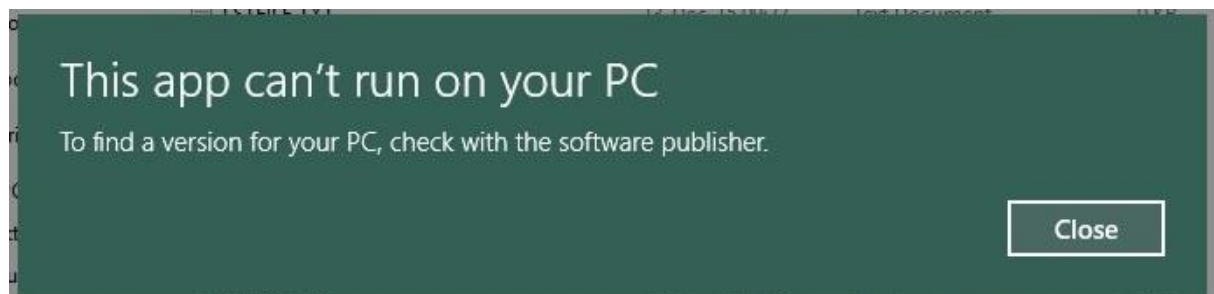 This app can’t run on your PC
To find a version for your PC, check with the software publisher.
Close